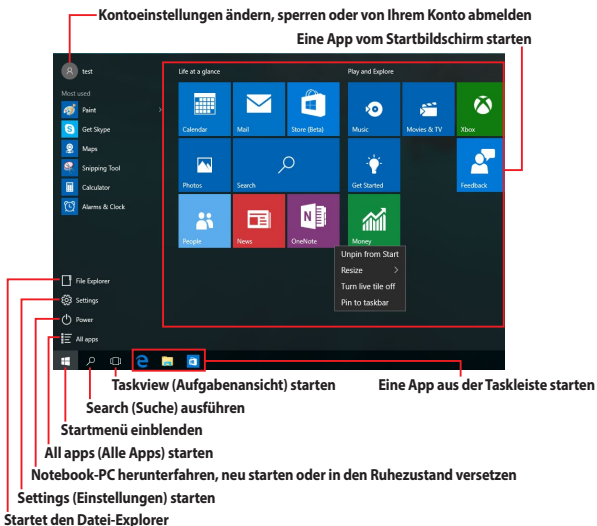 Kontoeinstellungen ändern, sperren oder von Ihrem Konto abmelden
Eine App vom Startbildschirm starten
test
Life at a glance
Play and Explore
Most used
Paint
Get Skype
Maps
Snipping Tool
Calculator
Alarms & Clock
Calendar
Mail
Store (Beta)
Music
Movies & TV
Xbox
Photos
Search
Get Started
Feedback
People
News
OneNote
Money
Unpin from Start
Resize
Turn live tile off
Pin to taskbar
File Explorer
Settings
Power
All apps
Taskview (Aufgabenansicht) starten
Eine App aus der Taskleiste starten
Search (Suche) ausführen
Startmenü einblenden
All apps (Alle Apps) starten
Notebook-PC herunterfahren, neu starten oder in den Ruhezustand versetzen
Settings (Einstellungen) starten
Startet den Datei-Explorer